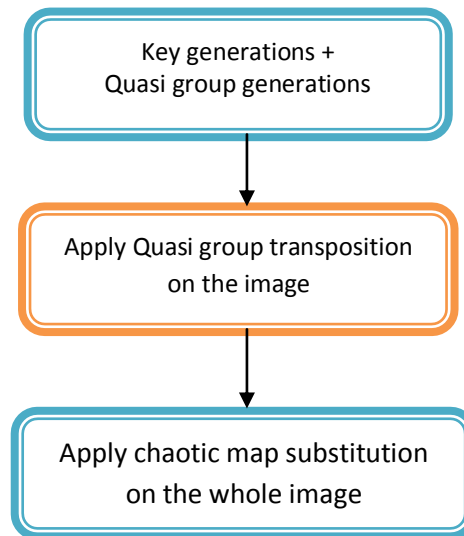 Key generations +
Quasi group generations
Apply Quasi group transposition
on the image
Apply chaotic map substitution
on the whole image